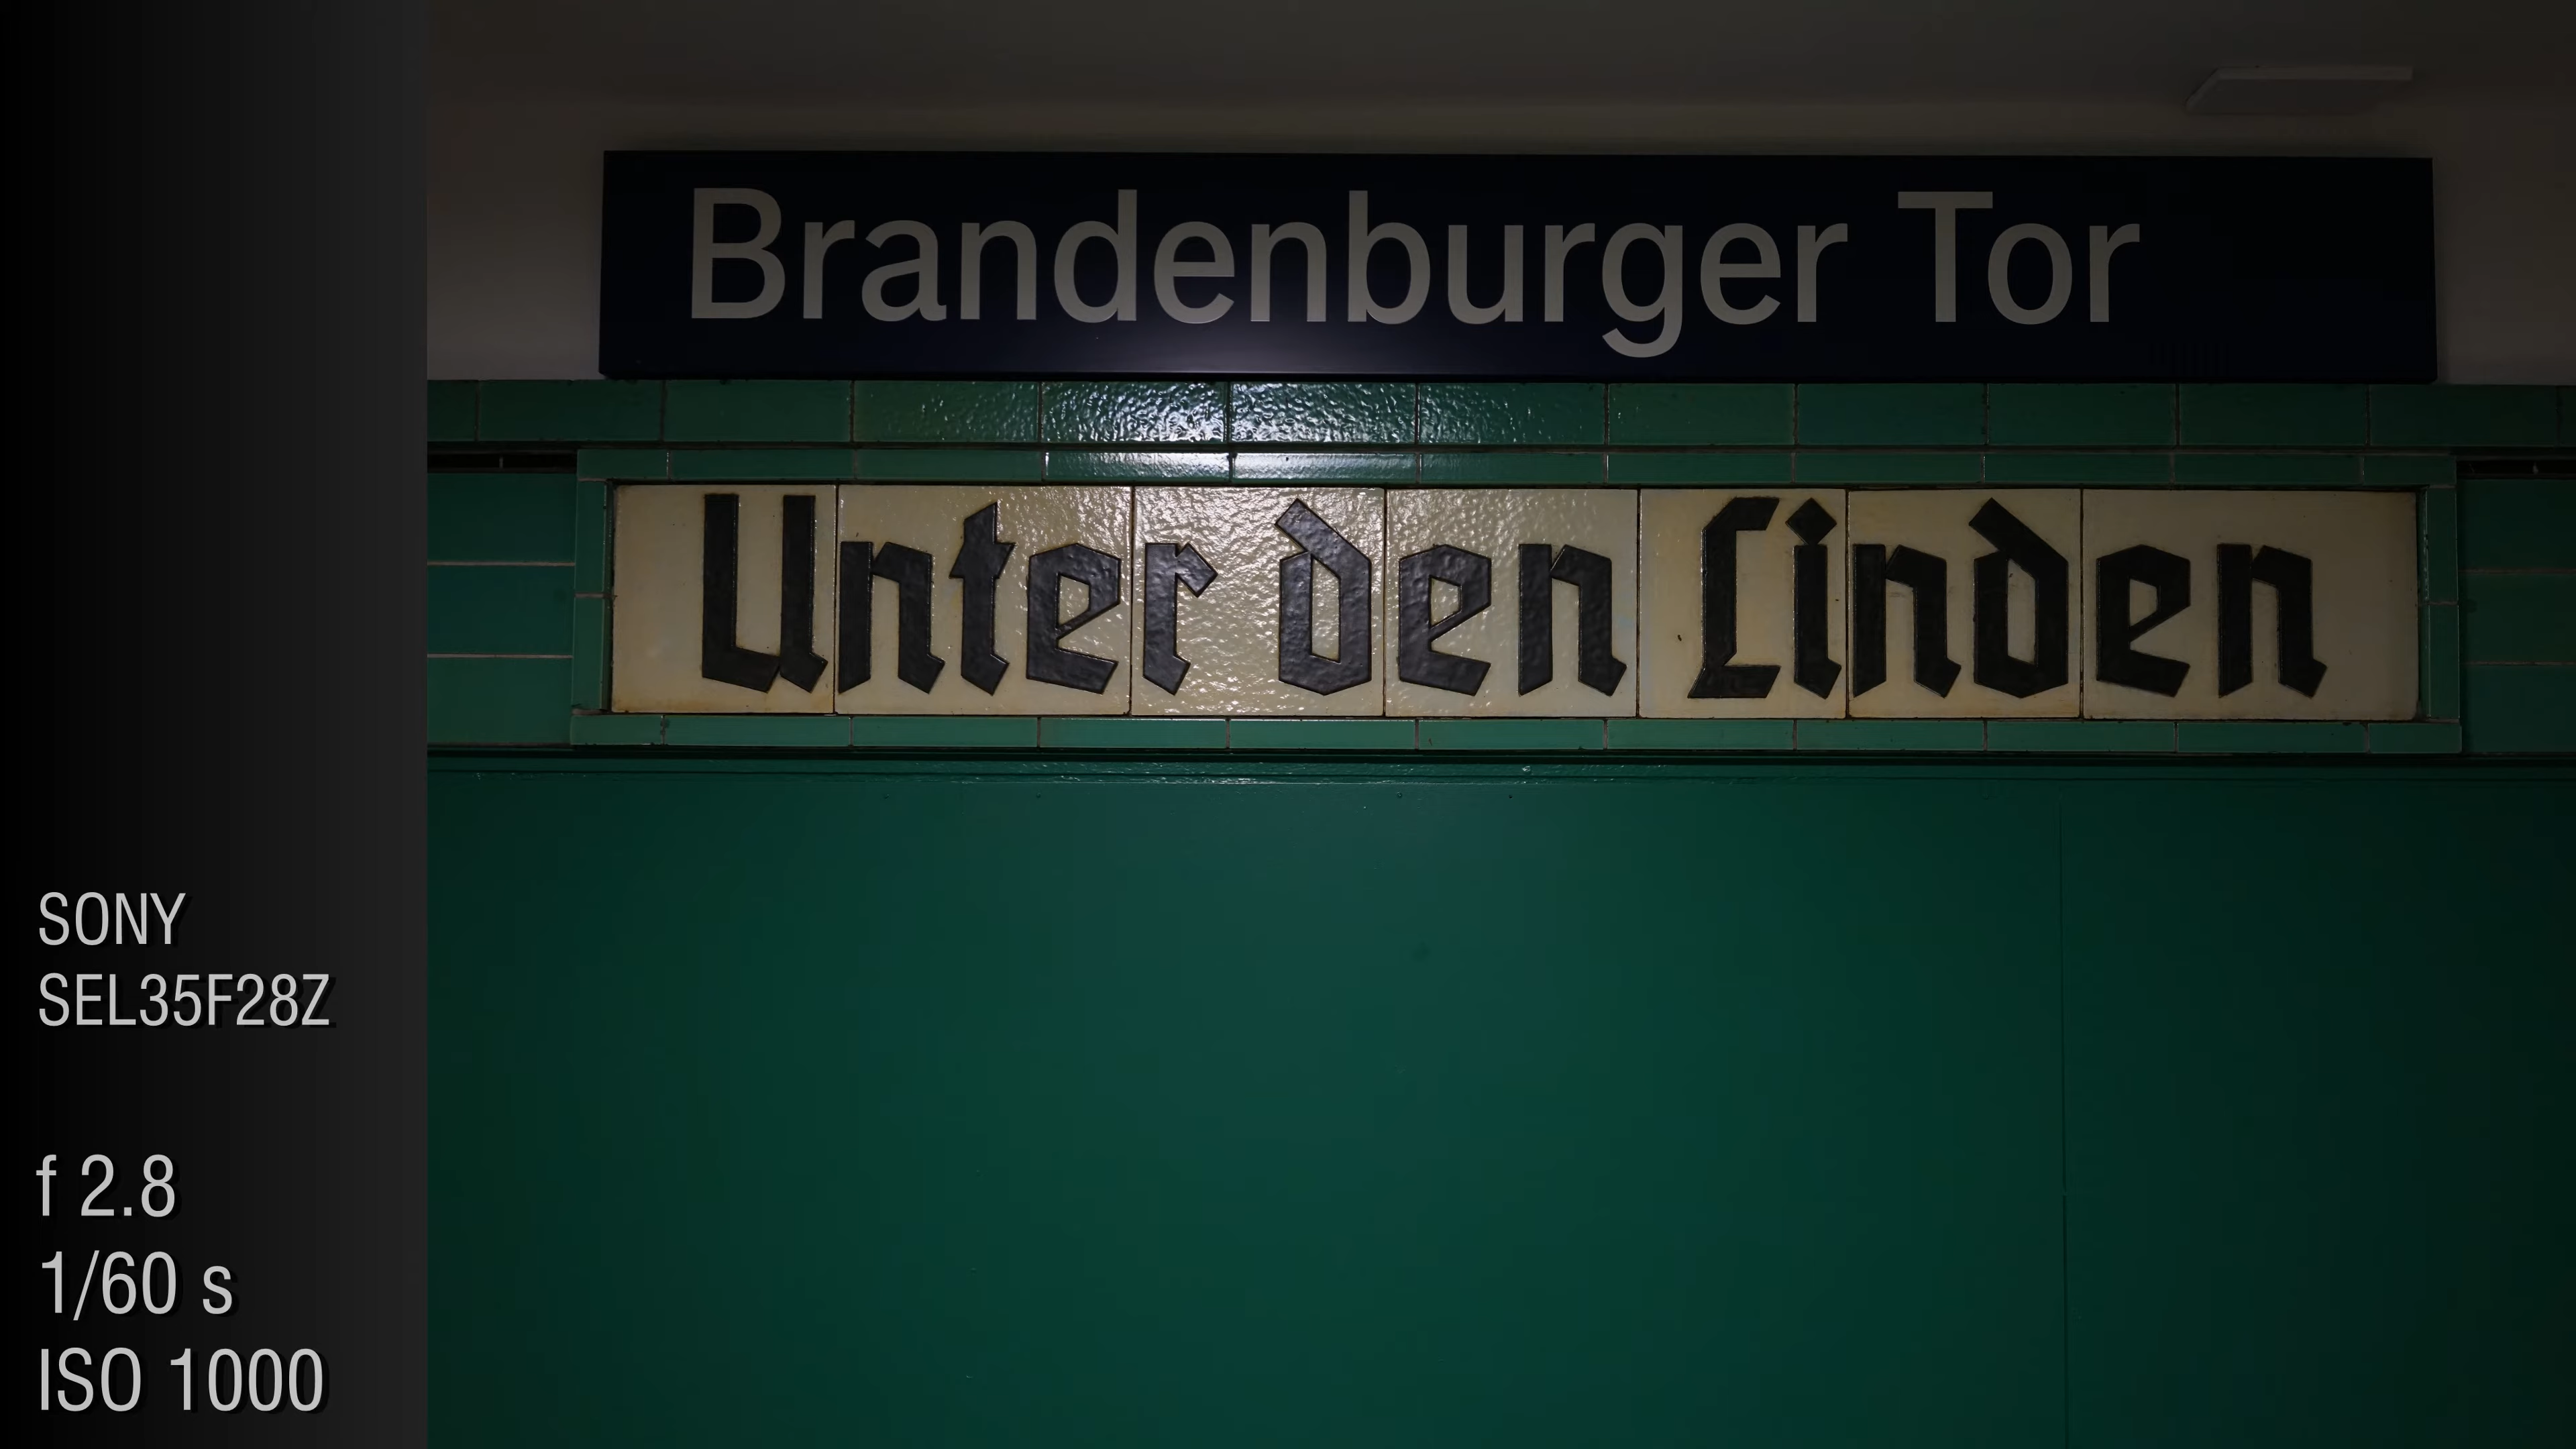 Brandenburger Tor
Unter den Linden
SONY
SEL35F28Z
f 2.8
1/60 s
ISO 1000